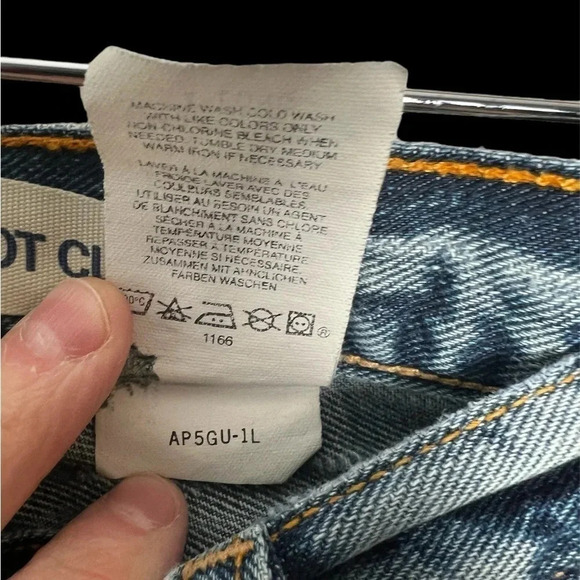 MACHINE WASH COLD WASH
WITH LIKE COLORS ONLY
NON-CHLORINE BLEACH WHEN
NEEDED. TUMBLE DRY MEDIUM
WARM IRON IF NECESSARY
LAVER A LA MACHINE A L'EAU
FROIDE LAVER AVEC DES
COULEURS SEMBLABLES.
UTILISER AU BESOIN UN AGENT
DE BLANCHIMENT SANS CHLORE
SECHER A LA MACHINE A
TEMPERATURE MOYENNE
REPASSER A TEMPERATURE
MOYENNE SI NECESSAIRE.
ZUSAMMEN MIT AHNLICHEN
FARBEN WASCHEN
OT CU
0°C
®
1166
AP5GU-1L